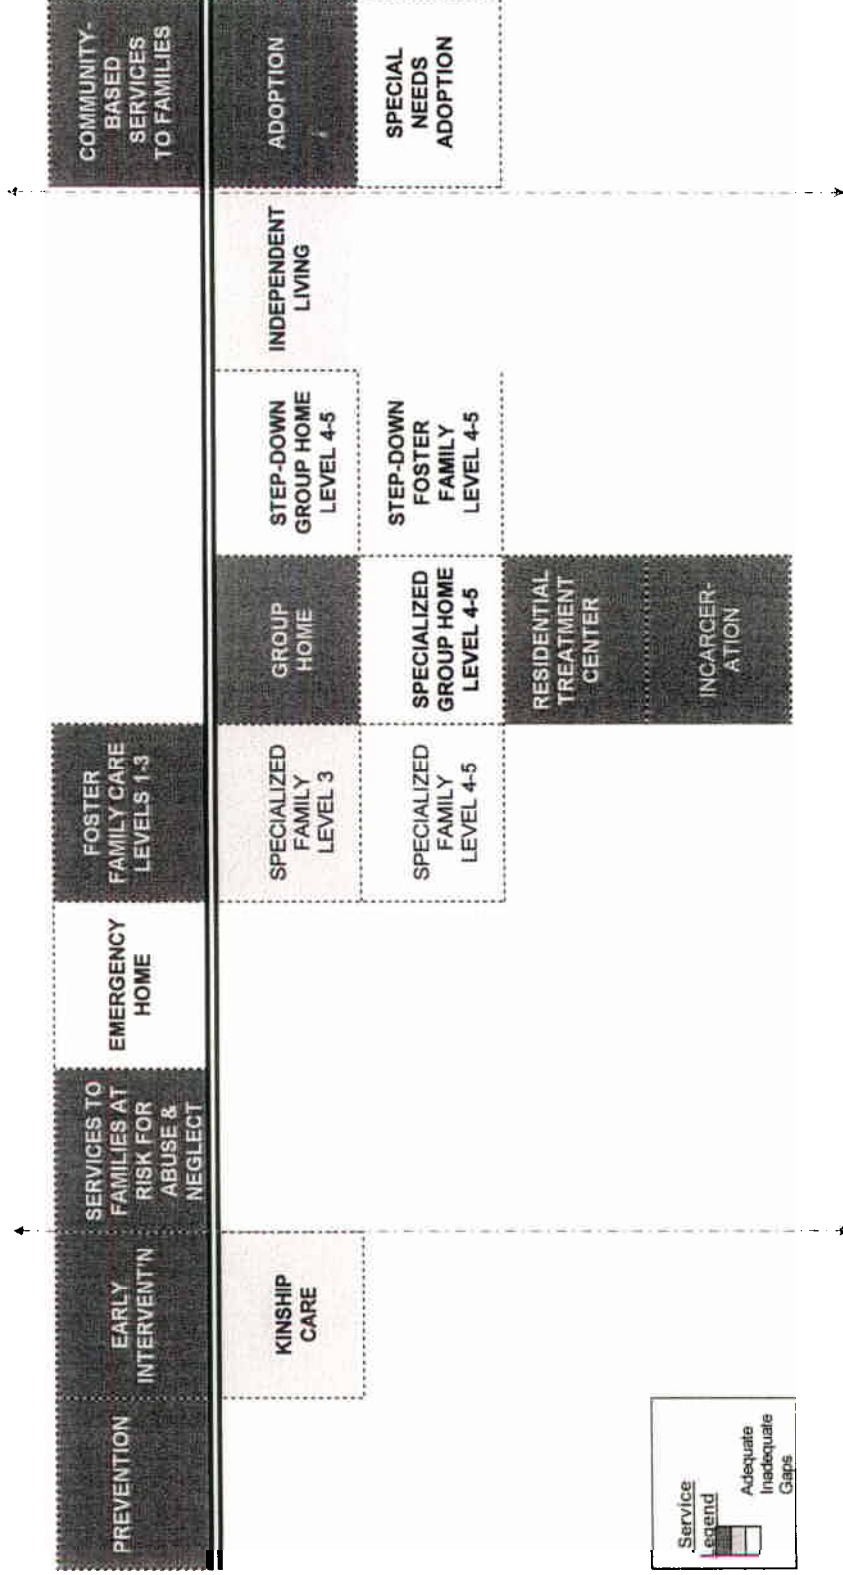 PREVENTION
EARLY
INTERVENT'N
SERVICES TO
FAMILIES AT
RISK FOR
ABUSE &
NEGLECT
EMERGENCY
HOME
FOSTER
FAMILY CARE
LEVELS 1-3
COMMUNITY-
BASED
SERVICES
TO FAMILIES
KINSHIP
CARE
SPECIALIZED
FAMILY
LEVEL 3
GROUP
HOME
STEP-DOWN
GROUP HOME
LEVEL 4-5
INDEPENDENT
LIVING
ADOPTION
SPECIALIZED
FAMILY
LEVEL 4-5
SPECIALIZED
GROUP HOME
LEVEL 4-5
STEP-DOWN
FOSTER
FAMILY
LEVEL 4-5
SPECIAL
NEEDS
ADOPTION
RESIDENTIAL
TREATMENT
CENTER
INCARCER-
ATION
Service
Legend
Adequate
Inadequate
Gaps